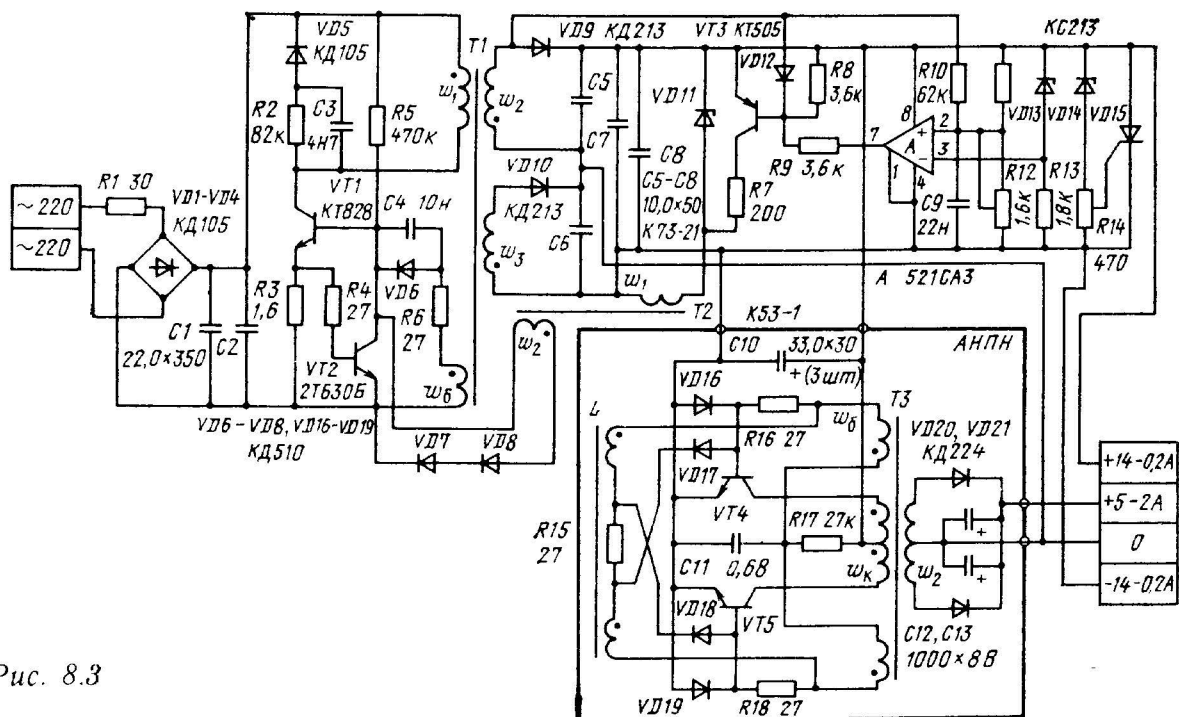 ~220
~220
R1 30
VD1-VD4
КД105
C1
22,0×350
C2
VD5
КД105
R2
82к
C3
4Н7
R5
470к
W1
T1
VT1
КТ828
C4
10н
R3
1,6
R4
27
VD6
R6
27
VT2
2Т630Б
Wб
VD6-VD8, VD16-VD19
КД510
VD7
VD8
W2
VD9
КД213
C5
C7
VD10
КД213
W3
C6
C8
C5-C8
10,0×50
К73-21
W1
T2
W2
VD11
VT3
КТ505
VD12
R8
3,6к
R9 3,6к
R7
200
7
8
A
+
−
2
3
1
4
R10
62к
C9
22Н
R12
1,6к
КС213
VD13
VD14
VD15
R13
1,8к
R14
470
А 521СА3
К53-1
C10
33,0×30
+(3шт)
АНПН
VD16
R16 27
Wб
T3
L
VD17
VT4
R15
27
R17 27к
C11
0,68
Wк
W2
VD18
VT5
VD19
R18 27
VD20, VD21
КД224
+
+
C12, C13
1000×8В
+14-0,2А
+5-2А
0
-14-0,2А
Рис. 8.3